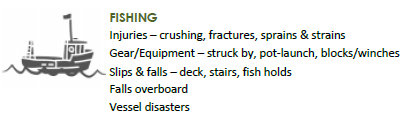 FISHING
Injuries – crushing, fractures, sprains & strains
Gear/Equipment – struck by, pot-launch, blocks/winches
Slips & falls – deck, stairs, fish holds
Falls overboard
Vessel disasters